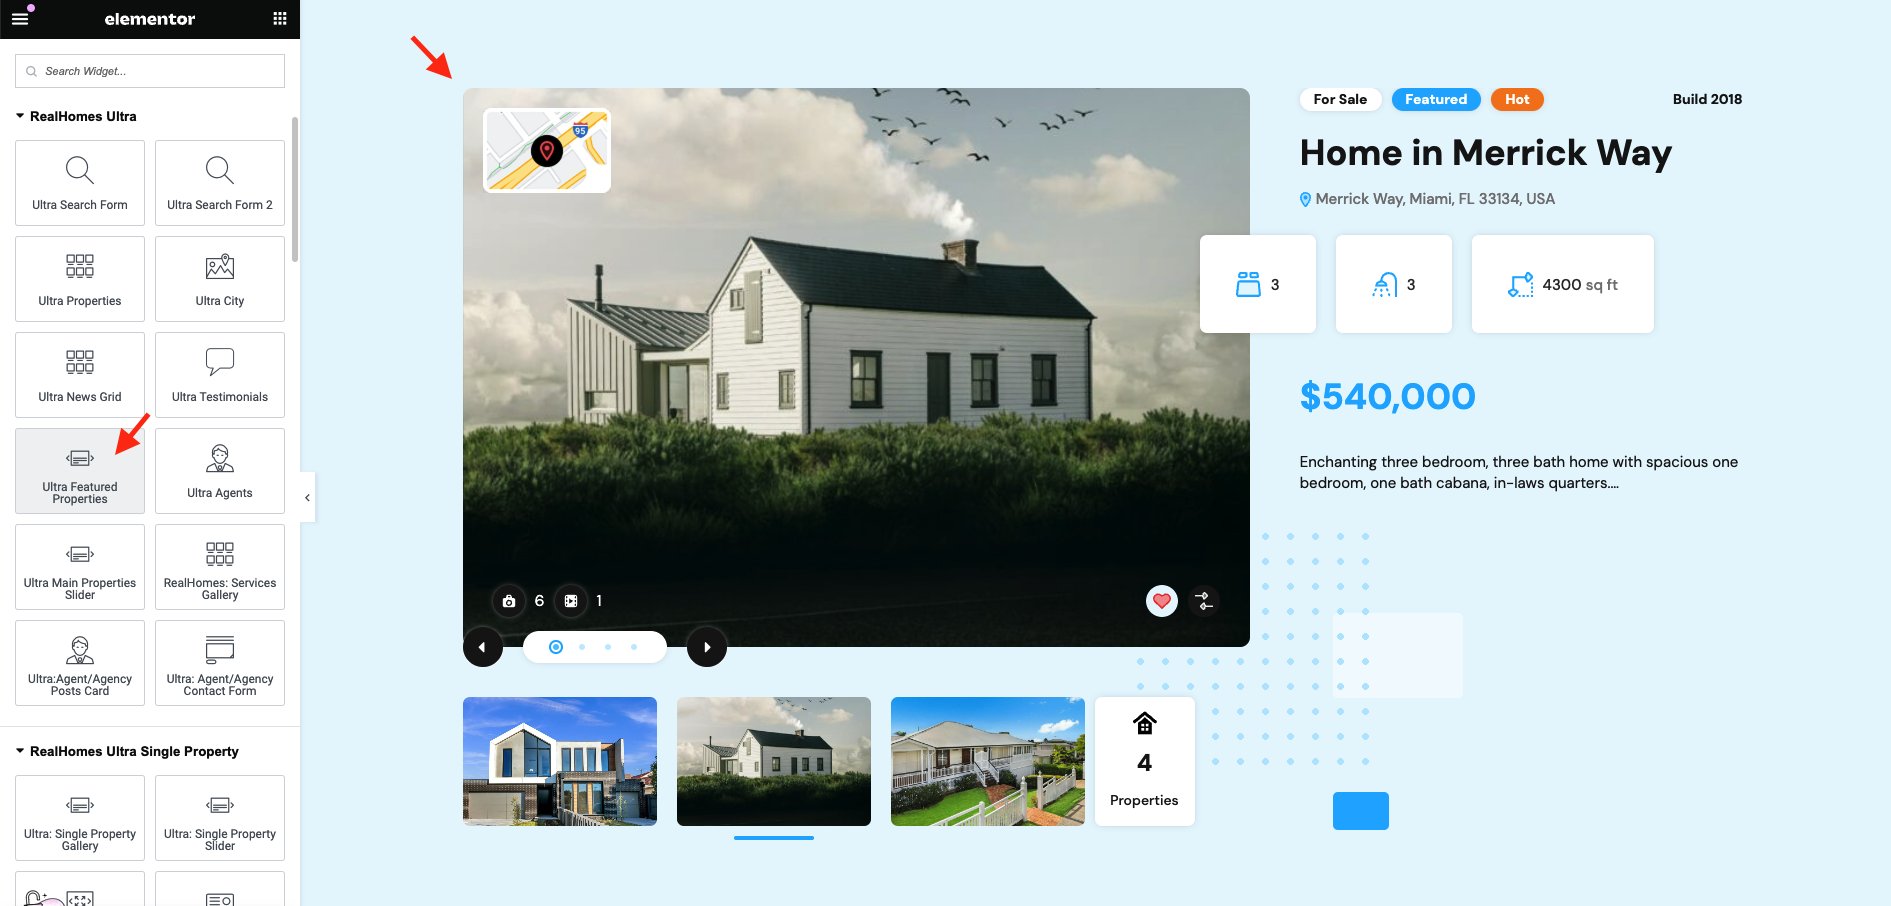 elementor
Search Widget...
RealHomes Ultra
Ultra Search Form
Ultra Search Form 2
Ultra Properties
Ultra City
Ultra News Grid
Ultra Testimonials
Ultra Featured
Properties
Ultra Agents
Ultra Main Properties
Slider
RealHomes: Services
Gallery
Ultra:Agent/Agency
Posts Card
Ultra: Agent/Agency
Contact Form
RealHomes Ultra Single Property
Ultra: Single Property
Gallery
Ultra: Single Property
Slider
95
6
1
For Sale
Featured
Hot
Build 2018
Home in Merrick Way
Merrick Way, Miami, FL 33134, USA
3
3
4300 sq ft
$540,000
Enchanting three bedroom, three bath home with spacious one
bedroom, one bath cabana, in-laws quarters....
4
Properties